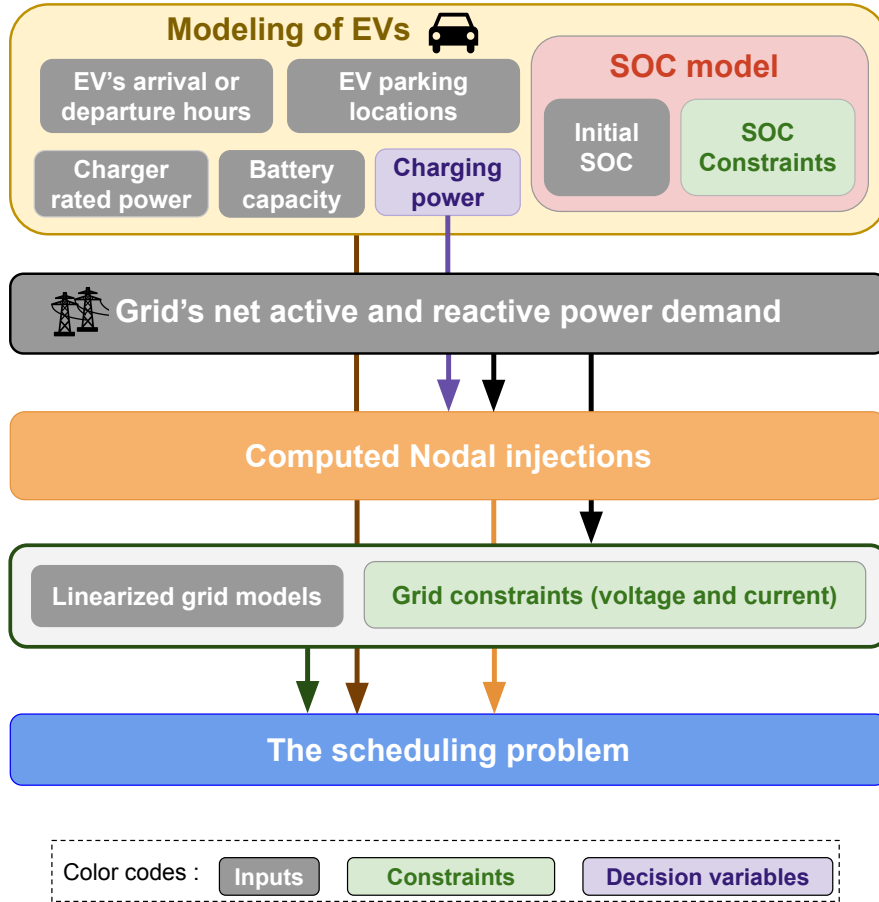 Modeling of EVs
EV's arrival or
departure hours
EV parking
locations
SOC model
Initial
SOC
SOC
Constraints
Charger
rated power
Battery
capacity
Charging
power
Grid's net active and reactive power demand
Computed Nodal injections
Linearized grid models
Grid constraints (voltage and current)
The scheduling problem
Color codes :
Inputs
Constraints
Decision variables